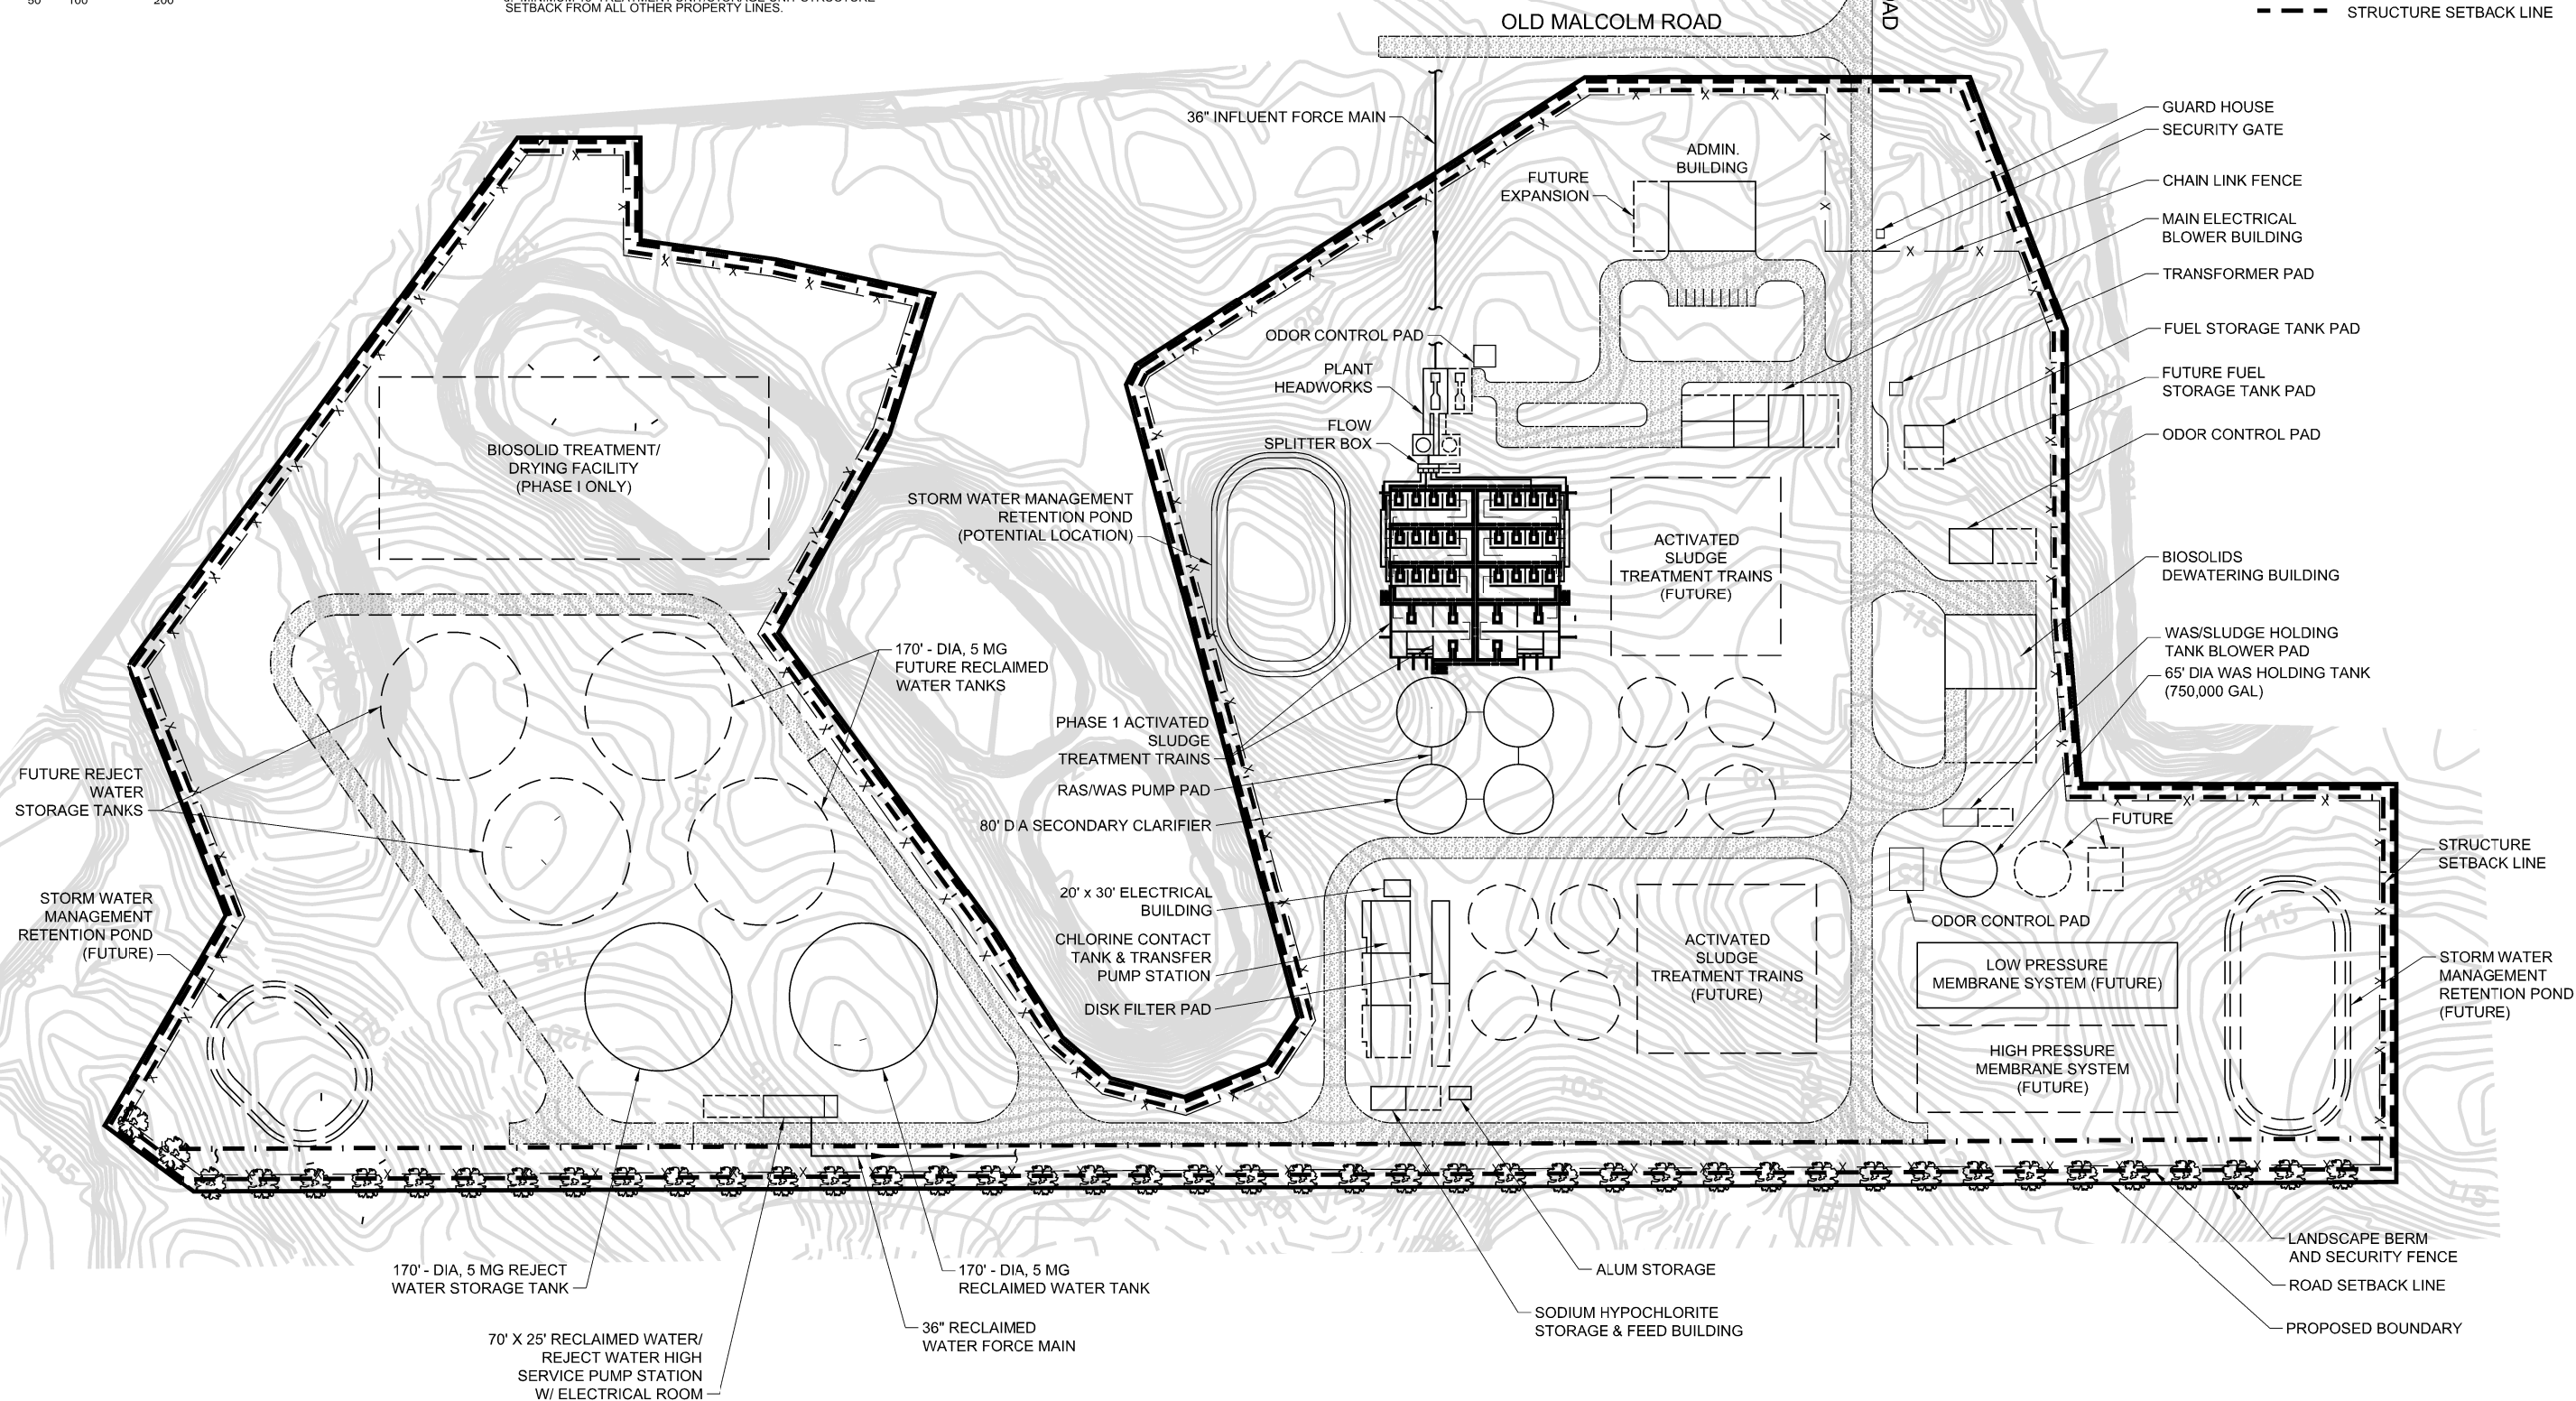 50 100 200
SETBACK FROM ALL OTHER PROPERTY LINES.
OLD MALCOLM ROAD
STRUCTURE SETBACK LINE
36" INFLUENT FORCE MAIN
ADMIN.
BUILDING
FUTURE
EXPANSION
GUARD HOUSE
SECURITY GATE
CHAIN LINK FENCE
MAIN ELECTRICAL
BLOWER BUILDING
TRANSFORMER PAD
FUEL STORAGE TANK PAD
FUTURE FUEL
STORAGE TANK PAD
ODOR CONTROL PAD
BIOSOLIDS
DEWATERING BUILDING
WAS/SLUDGE HOLDING
TANK BLOWER PAD
65' DIA WAS HOLDING TANK
(750,000 GAL)
ODOR CONTROL PAD
PLANT
HEADWORKS
FLOW
SPLITTER BOX
BIOSOLID TREATMENT/
DRYING FACILITY
(PHASE I ONLY)
STORM WATER MANAGEMENT
RETENTION POND
(POTENTIAL LOCATION)
ACTIVATED
SLUDGE
TREATMENT TRAINS
(FUTURE)
170' - DIA, 5 MG
FUTURE RECLAIMED
WATER TANKS
PHASE 1 ACTIVATED
SLUDGE
TREATMENT TRAINS
RAS/WAS PUMP PAD
80' DIA SECONDARY CLARIFIER
FUTURE REJECT
WATER
STORAGE TANKS
FUTURE
STRUCTURE
SETBACK LINE
STORM WATER
MANAGEMENT
RETENTION POND
(FUTURE)
20' x 30' ELECTRICAL
BUILDING
CHLORINE CONTACT
TANK & TRANSFER
PUMP STATION
DISK FILTER PAD
ACTIVATED
SLUDGE
TREATMENT TRAINS
(FUTURE)
ODOR CONTROL PAD
LOW PRESSURE
MEMBRANE SYSTEM (FUTURE)
HIGH PRESSURE
MEMBRANE SYSTEM
(FUTURE)
STORM WATER
MANAGEMENT
RETENTION POND
(FUTURE)
170' - DIA, 5 MG REJECT
WATER STORAGE TANK
170' - DIA, 5 MG
RECLAIMED WATER TANK
36" RECLAIMED
WATER FORCE MAIN
70' X 25' RECLAIMED WATER/
REJECT WATER HIGH
SERVICE PUMP STATION
W/ ELECTRICAL ROOM
ALUM STORAGE
SODIUM HYPOCHLORITE
STORAGE & FEED BUILDING
LANDSCAPE BERM
AND SECURITY FENCE
ROAD SETBACK LINE
PROPOSED BOUNDARY